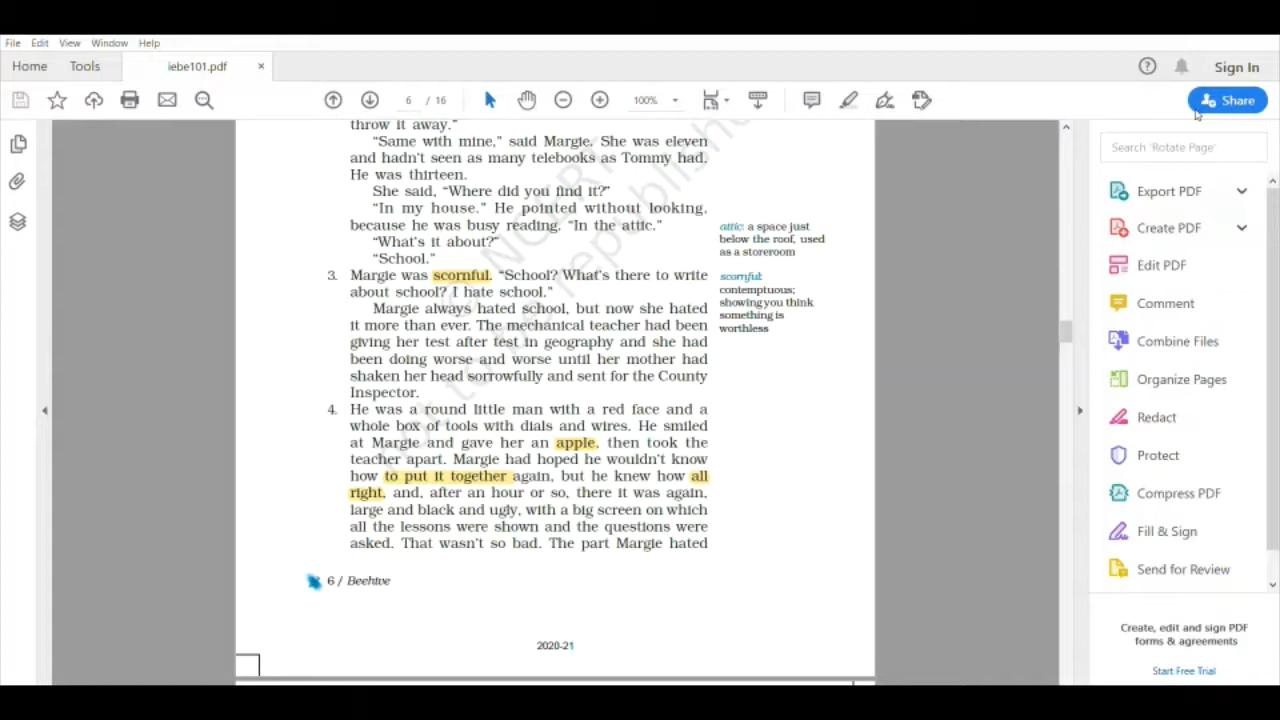 File Edit View Window Help
Home Tools iebe101.pdf × Sign In
6 / 16 100% Share
throw it away."
"Same with mine," said Margie. She was eleven
and hadn't seen as many telebooks as Tommy had.
He was thirteen.
She said, "Where did you find it?"
"In my house." He pointed without looking,
because he was busy reading. "In the attic."
"What's it about?"
"School."
3. Margie was scornful. "School? What's there to write
about school? I hate school."
Margie always hated school, but now she hated
it more than ever. The mechanical teacher had been
giving her test after test in geography and she had
been doing worse and worse until her mother had
shaken her head sorrowfully and sent for the County
Inspector.
4. He was a round little man with a red face and a
whole box of tools with dials and wires. He smiled
at Margie and gave her an apple, then took the
teacher apart. Margie had hoped he wouldn't know
how to put it together again, but he knew how all
right, and, after an hour or so, there it was again,
large and black and ugly, with a big screen on which
all the lessons were shown and the questions were
asked. That wasn't so bad. The part Margie hated
attic: a space just
below the roof, used
as a storeroom
scornful:
contemptuous;
showing you think
something is
worthless
6 / Beehive
2020-21
© NCERT
not to be republished
Search 'Rotate Page'
Export PDF
Create PDF
Edit PDF
Comment
Combine Files
Organize Pages
Redact
Protect
Compress PDF
Fill & Sign
Send for Review
Create, edit and sign PDF
forms & agreements
Start Free Trial